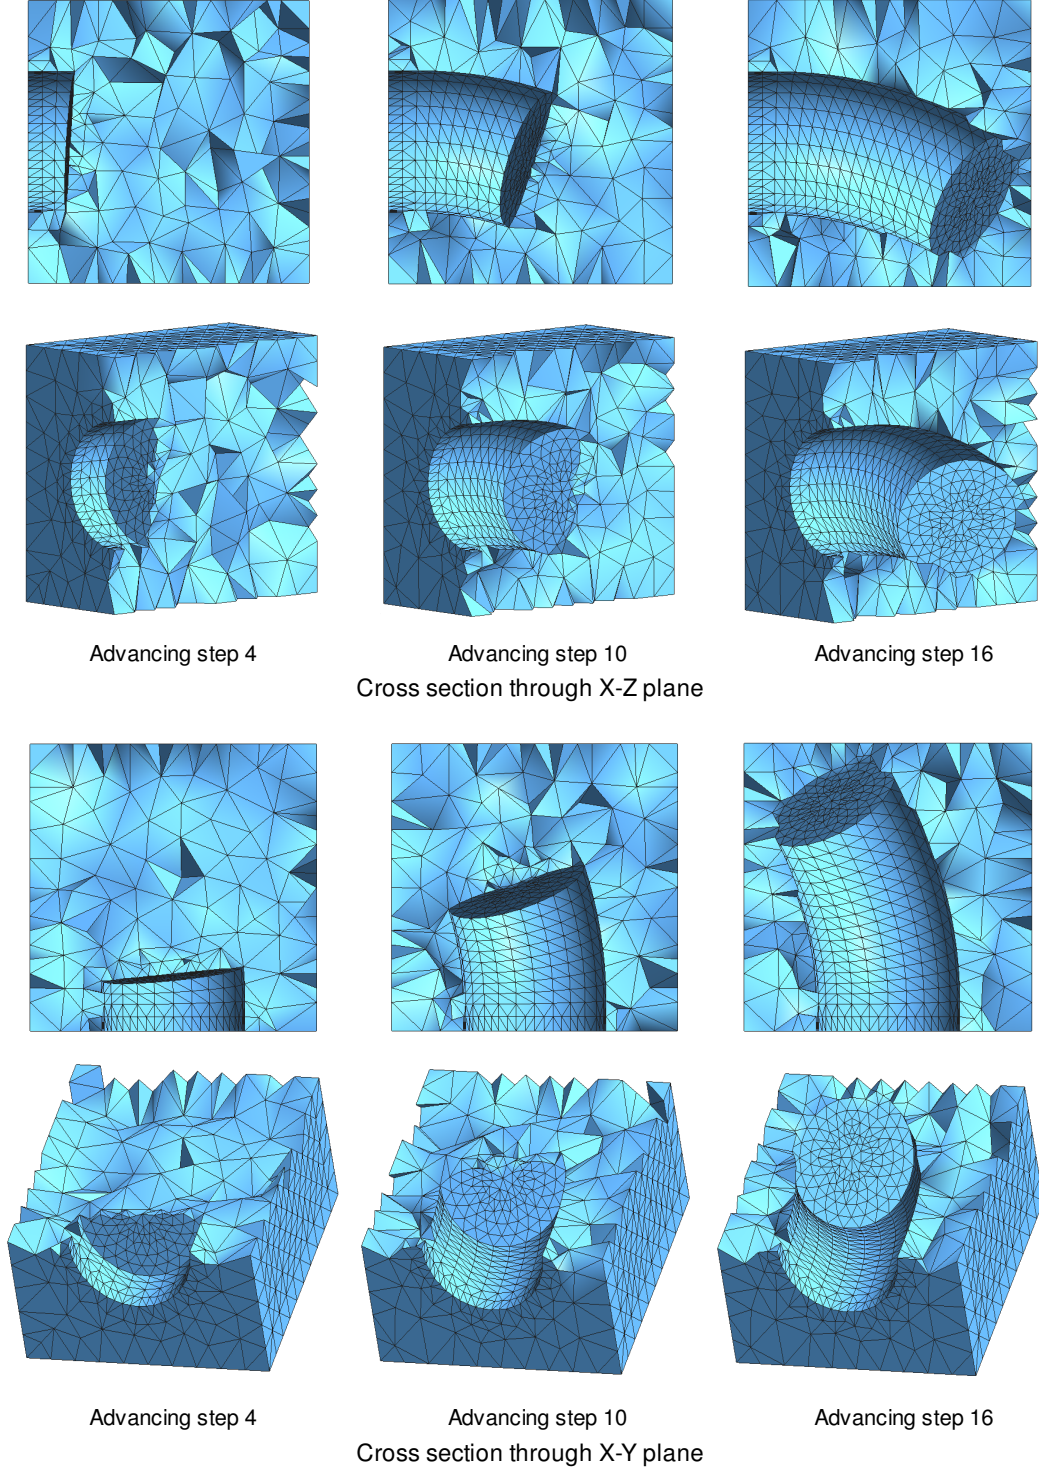 Advancing step 4
Advancing step 10
Advancing step 16
Cross section through X-Z plane
Advancing step 4
Advancing step 10
Advancing step 16
Cross section through X-Y plane